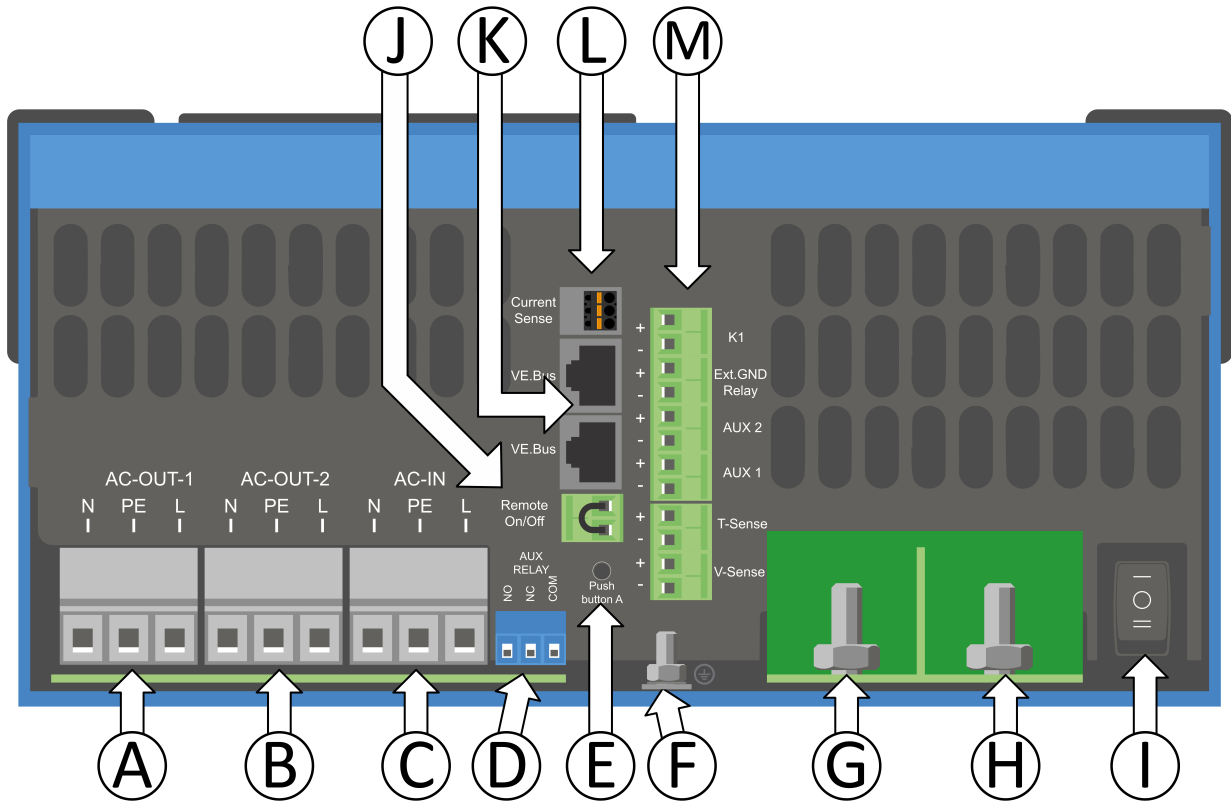 J K L M
Current
Sense
K1
VE.Bus
Ext.GND
Relay
AUX 2
VE.Bus
AUX 1
AC-OUT-1 AC-OUT-2 AC-IN
N PE L N PE L N PE L
Remote
On/Off
T-Sense
V-Sense
AUX
RELAY
NO NC COM
Push
button A
+
-
+
-
+
-
+
-
+
-
+
-
I
O
II
A B C D E F G H I